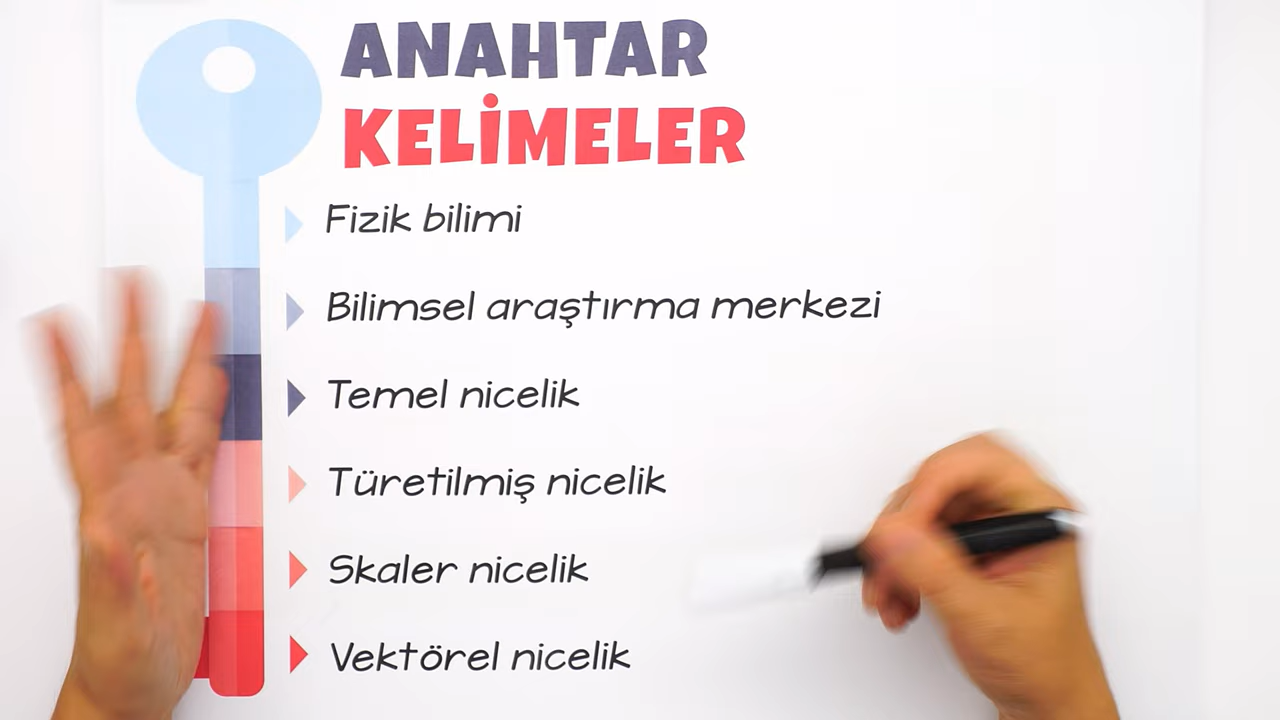 ANAHTAR
KELİMELER
Fizik bilimi
Bilimsel araştırma merkezi
Temel nicelik
Türetilmiş nicelik
Skaler nicelik
Vektörel nicelik